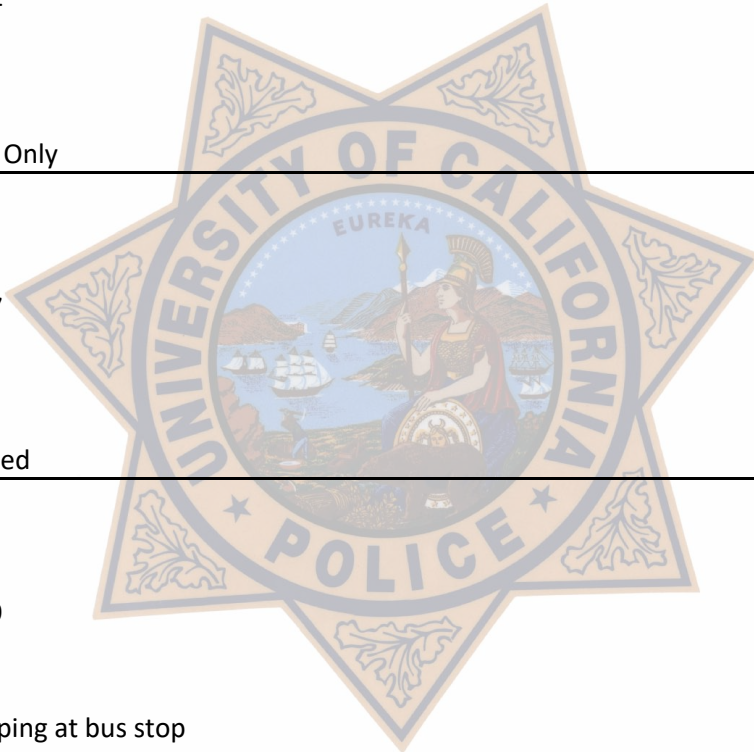 Only
UNIVERSITY OF CALIFORNIA
EUREKA
ed
POLICE
ping at bus stop